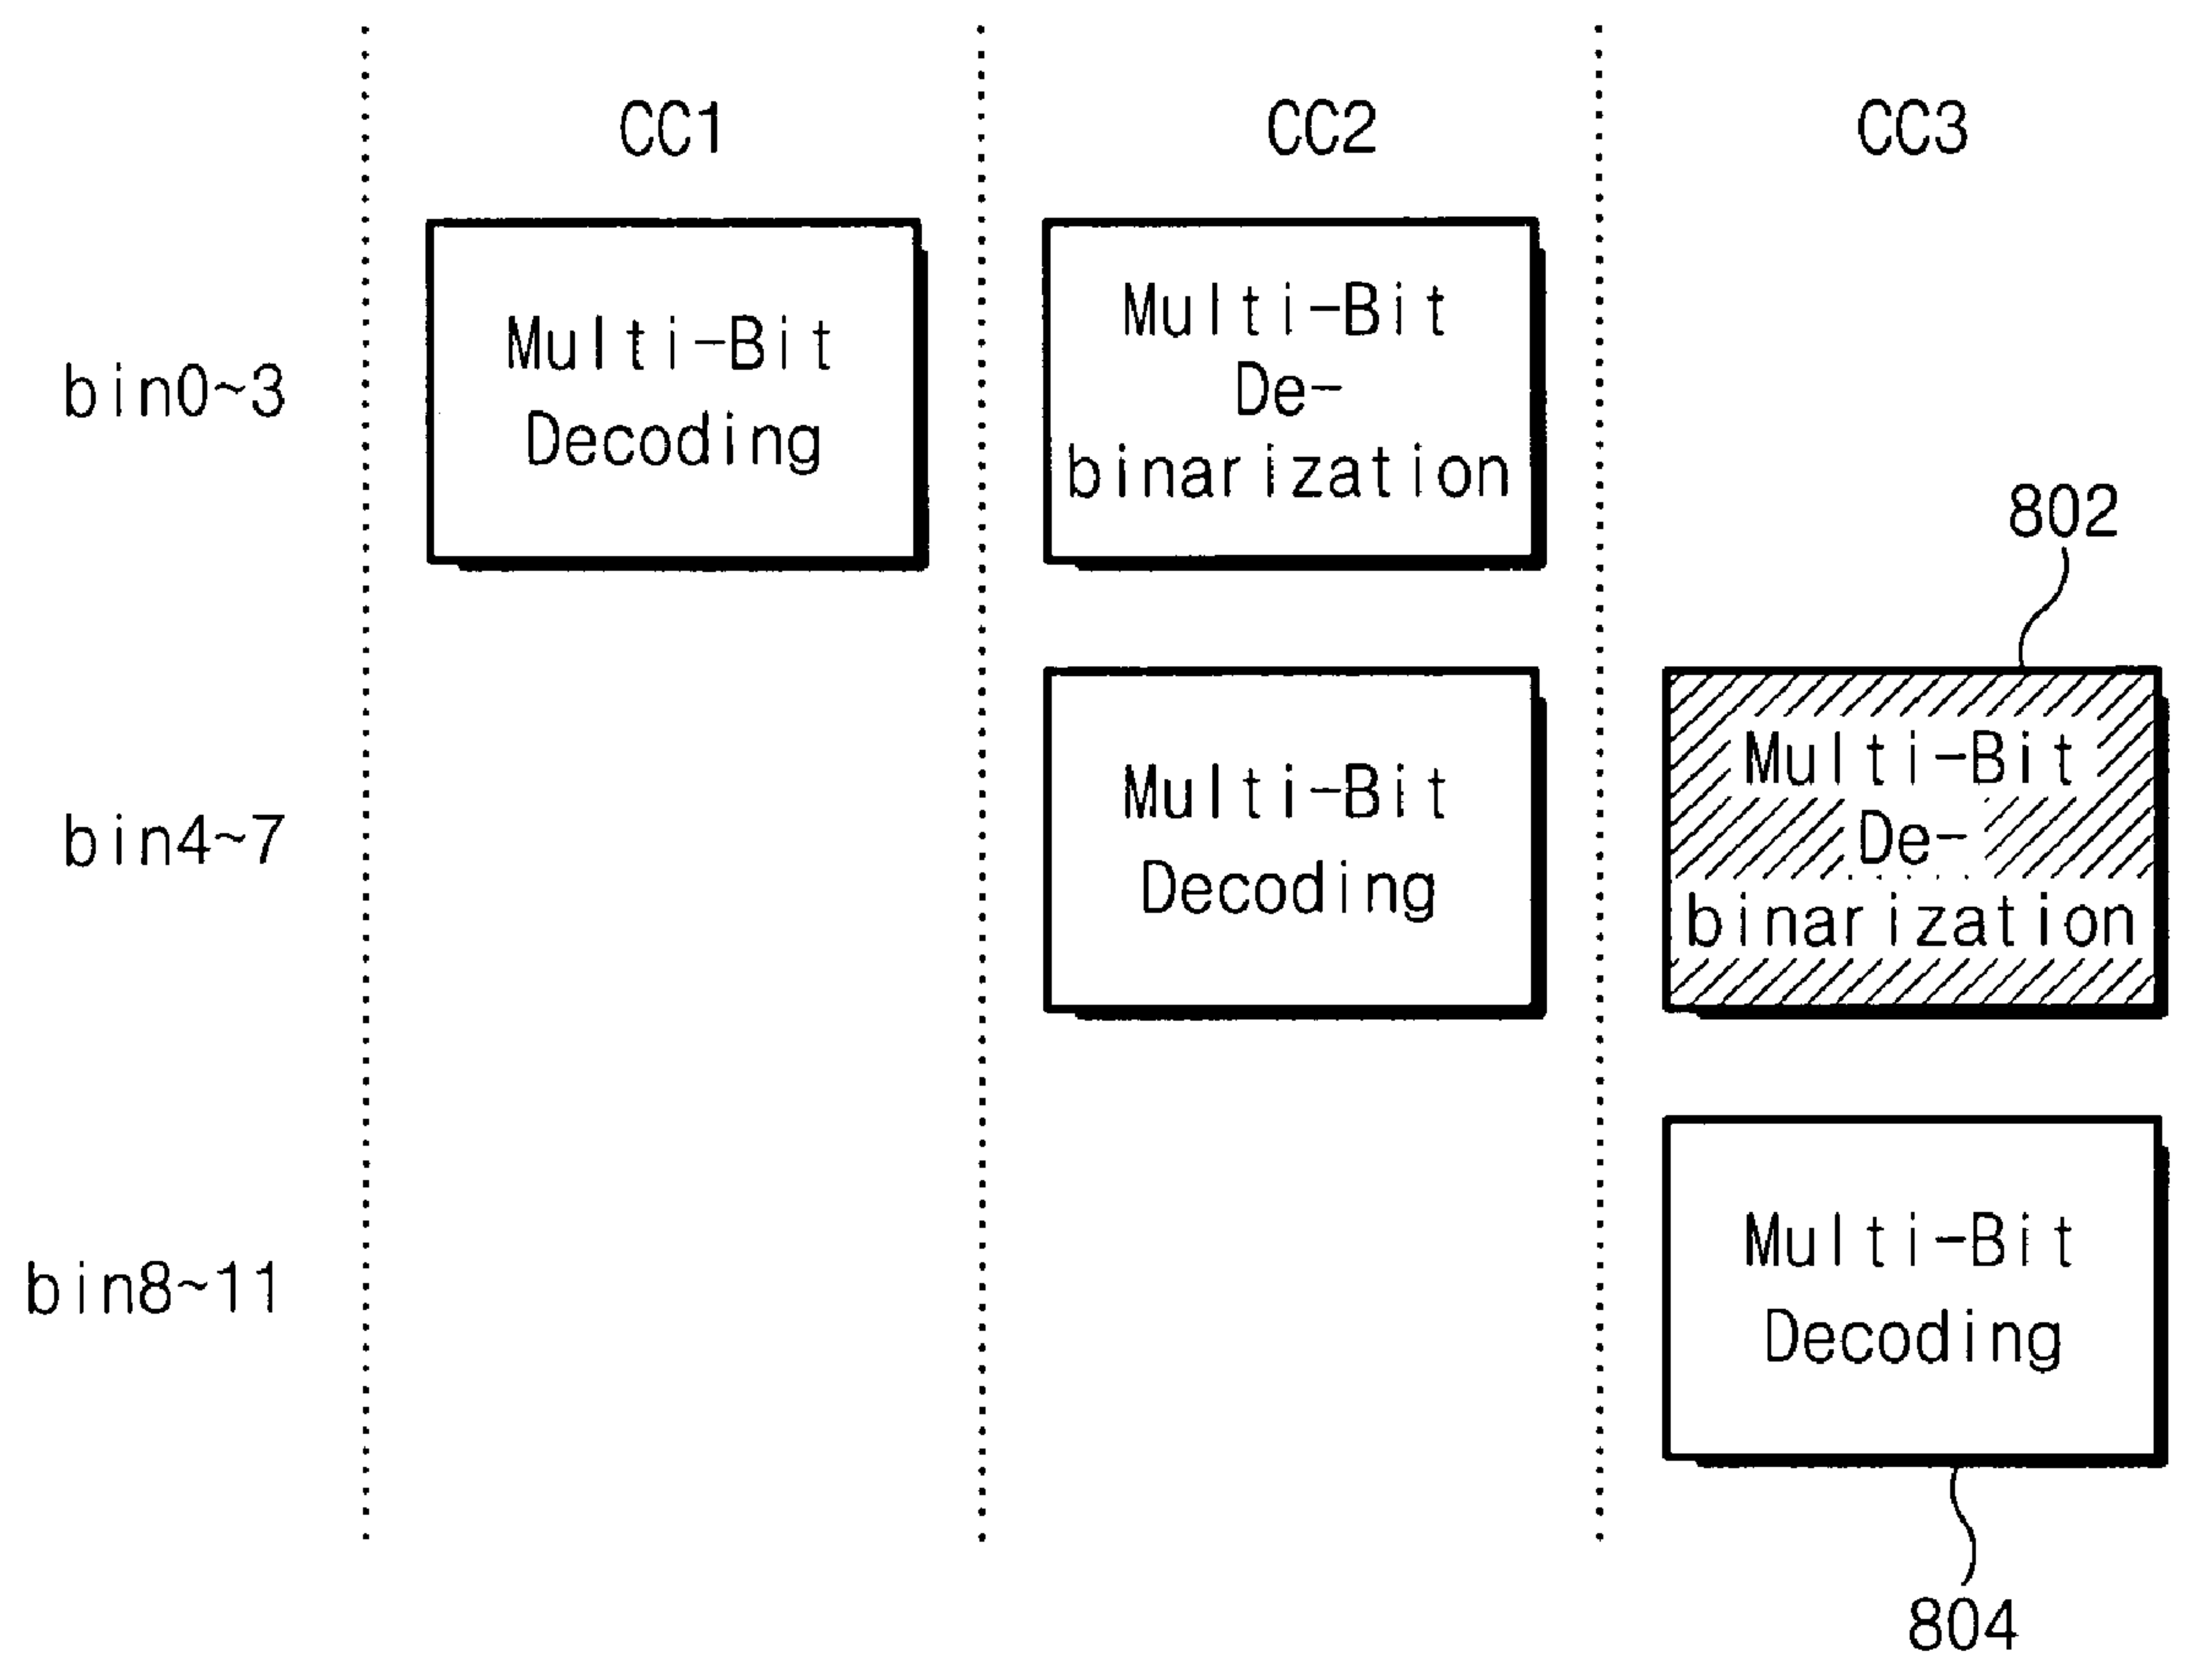 CC1
CC2
CC3
bin0~3
Multi-Bit
Decoding
Multi-Bit
De-
binarization
802
bin4~7
Multi-Bit
Decoding
Multi-Bit
De-
binarization
bin8~11
Multi-Bit
Decoding
804